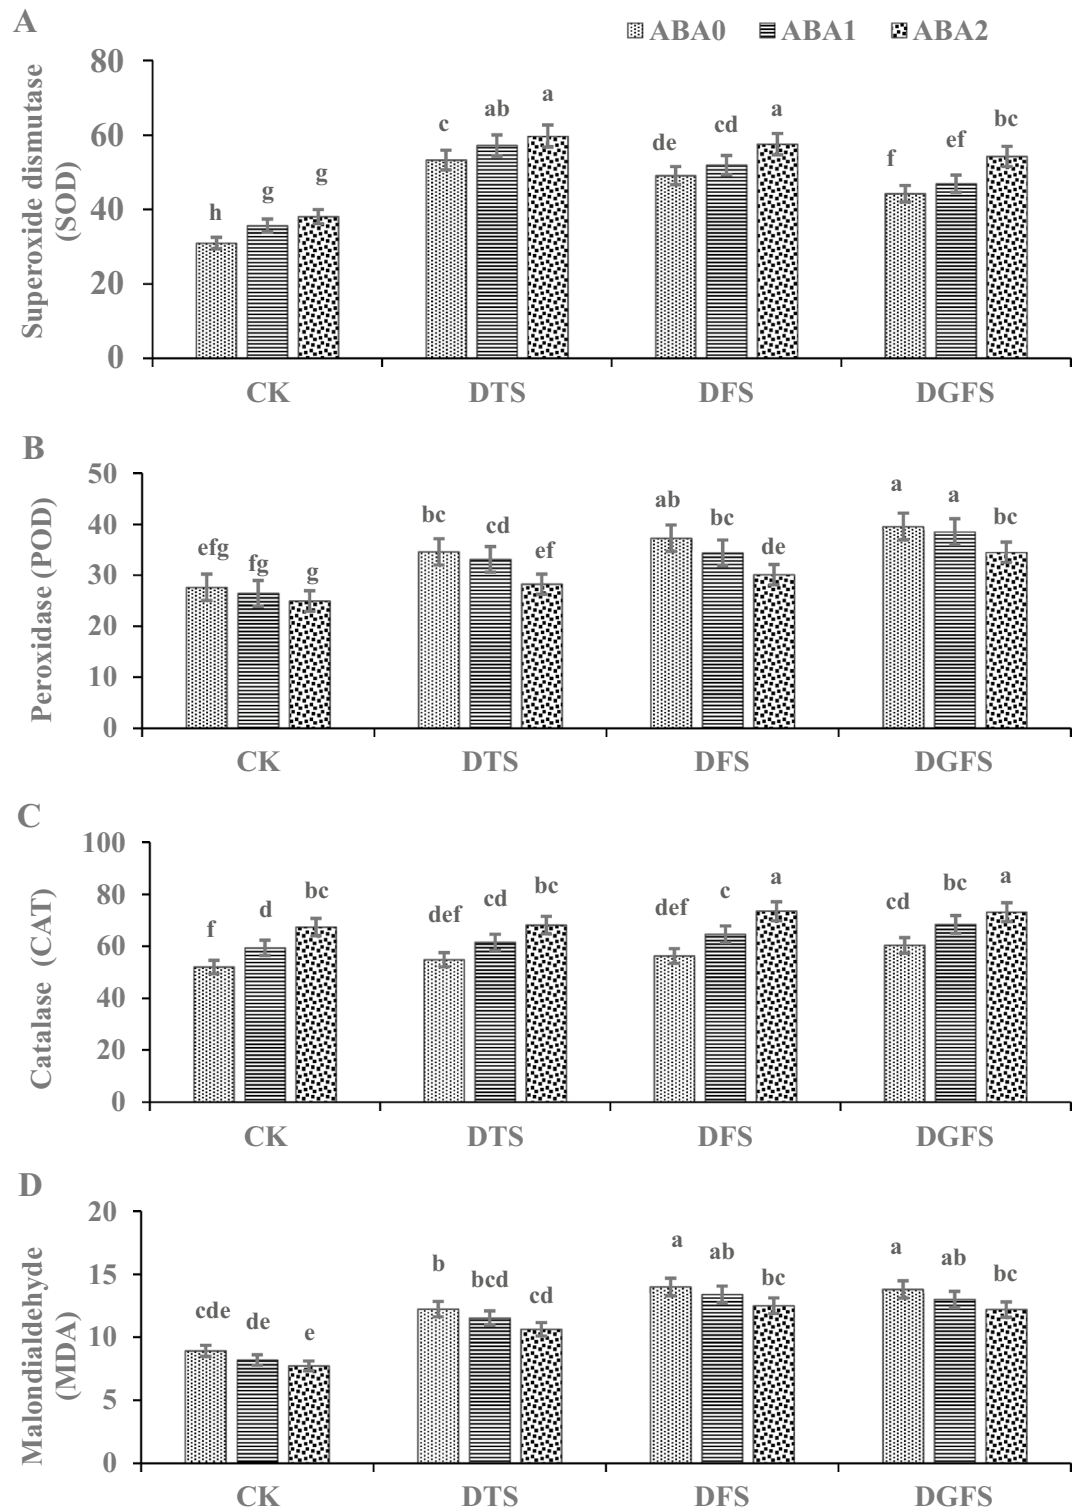 A
ABA0 ABA1 ABA2
Superoxide dismutase
(SOD)
80
60
40
20
0
h g g
c ab a
de cd a
f ef bc
CK DTS DFS DGFS
B
Peroxidase (POD)
50
40
30
20
10
0
efg fg g
bc cd ef
ab bc de
a a bc
CK DTS DFS DGFS
C
Catalase (CAT)
100
80
60
40
20
0
f d bc
def cd bc
def c a
cd bc a
CK DTS DFS DGFS
D
Malondialdehyde
(MDA)
20
15
10
5
0
cde de e
b bcd cd
a ab bc
a ab bc
CK DTS DFS DGFS